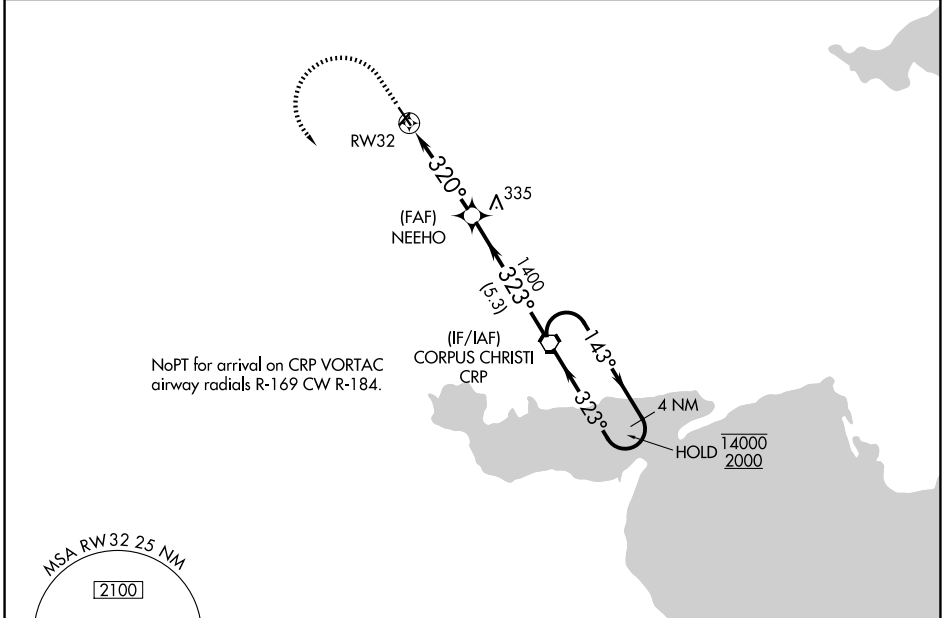 RW32
320°
335
(FAF)
NEEHO
1400
323°
(5.3)
(IF/IAF)
CORPUS CHRISTI
CRP
143°
NoPT for arrival on CRP VORTAC
airway radials R-169 CW R-184.
323°
4 NM
HOLD
14000
2000
MSA RW32 25 NM
2100